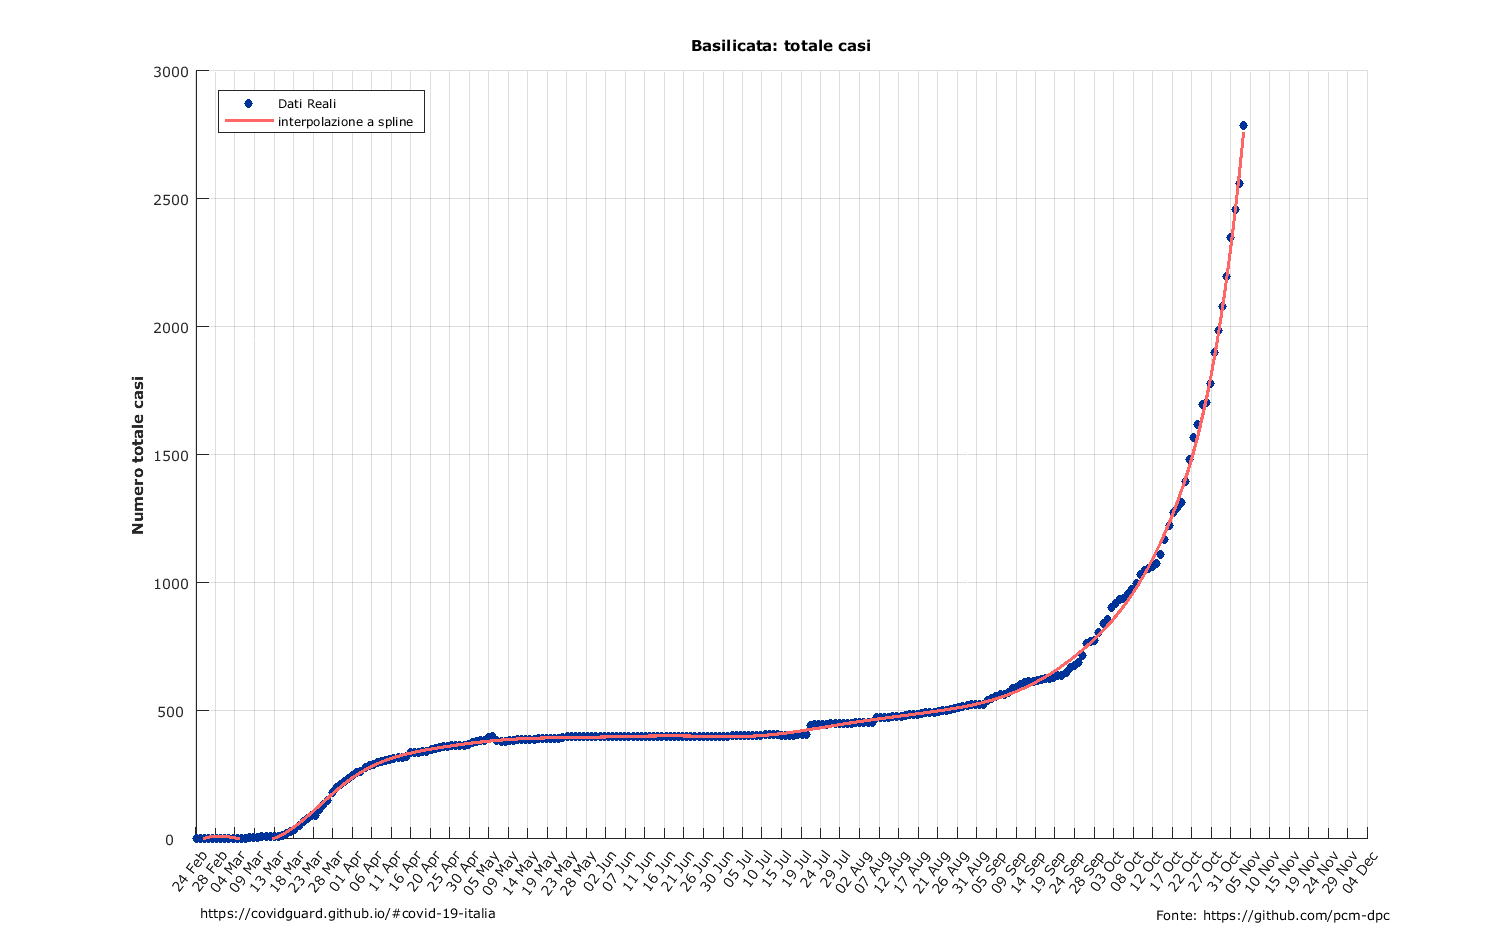 Basilicata: totale casi
3000
2500
2000
1500
1000
500
0
Numero totale casi
Dati Reali
interpolazione a spline
24 Feb
28 Feb
04 Mar
09 Mar
13 Mar
18 Mar
23 Mar
28 Mar
01 Apr
06 Apr
11 Apr
16 Apr
20 Apr
25 Apr
30 Apr
05 May
09 May
14 May
19 May
23 May
28 May
02 Jun
07 Jun
11 Jun
16 Jun
21 Jun
26 Jun
30 Jun
05 Jul
10 Jul
15 Jul
19 Jul
24 Jul
29 Jul
02 Aug
07 Aug
12 Aug
17 Aug
21 Aug
26 Aug
31 Aug
05 Sep
09 Sep
14 Sep
19 Sep
24 Sep
28 Sep
03 Oct
08 Oct
12 Oct
17 Oct
22 Oct
27 Oct
31 Oct
05 Nov
10 Nov
15 Nov
19 Nov
24 Nov
29 Nov
04 Dec
https://covidguard.github.io/#covid-19-italia
Fonte: https://github.com/pcm-dpc